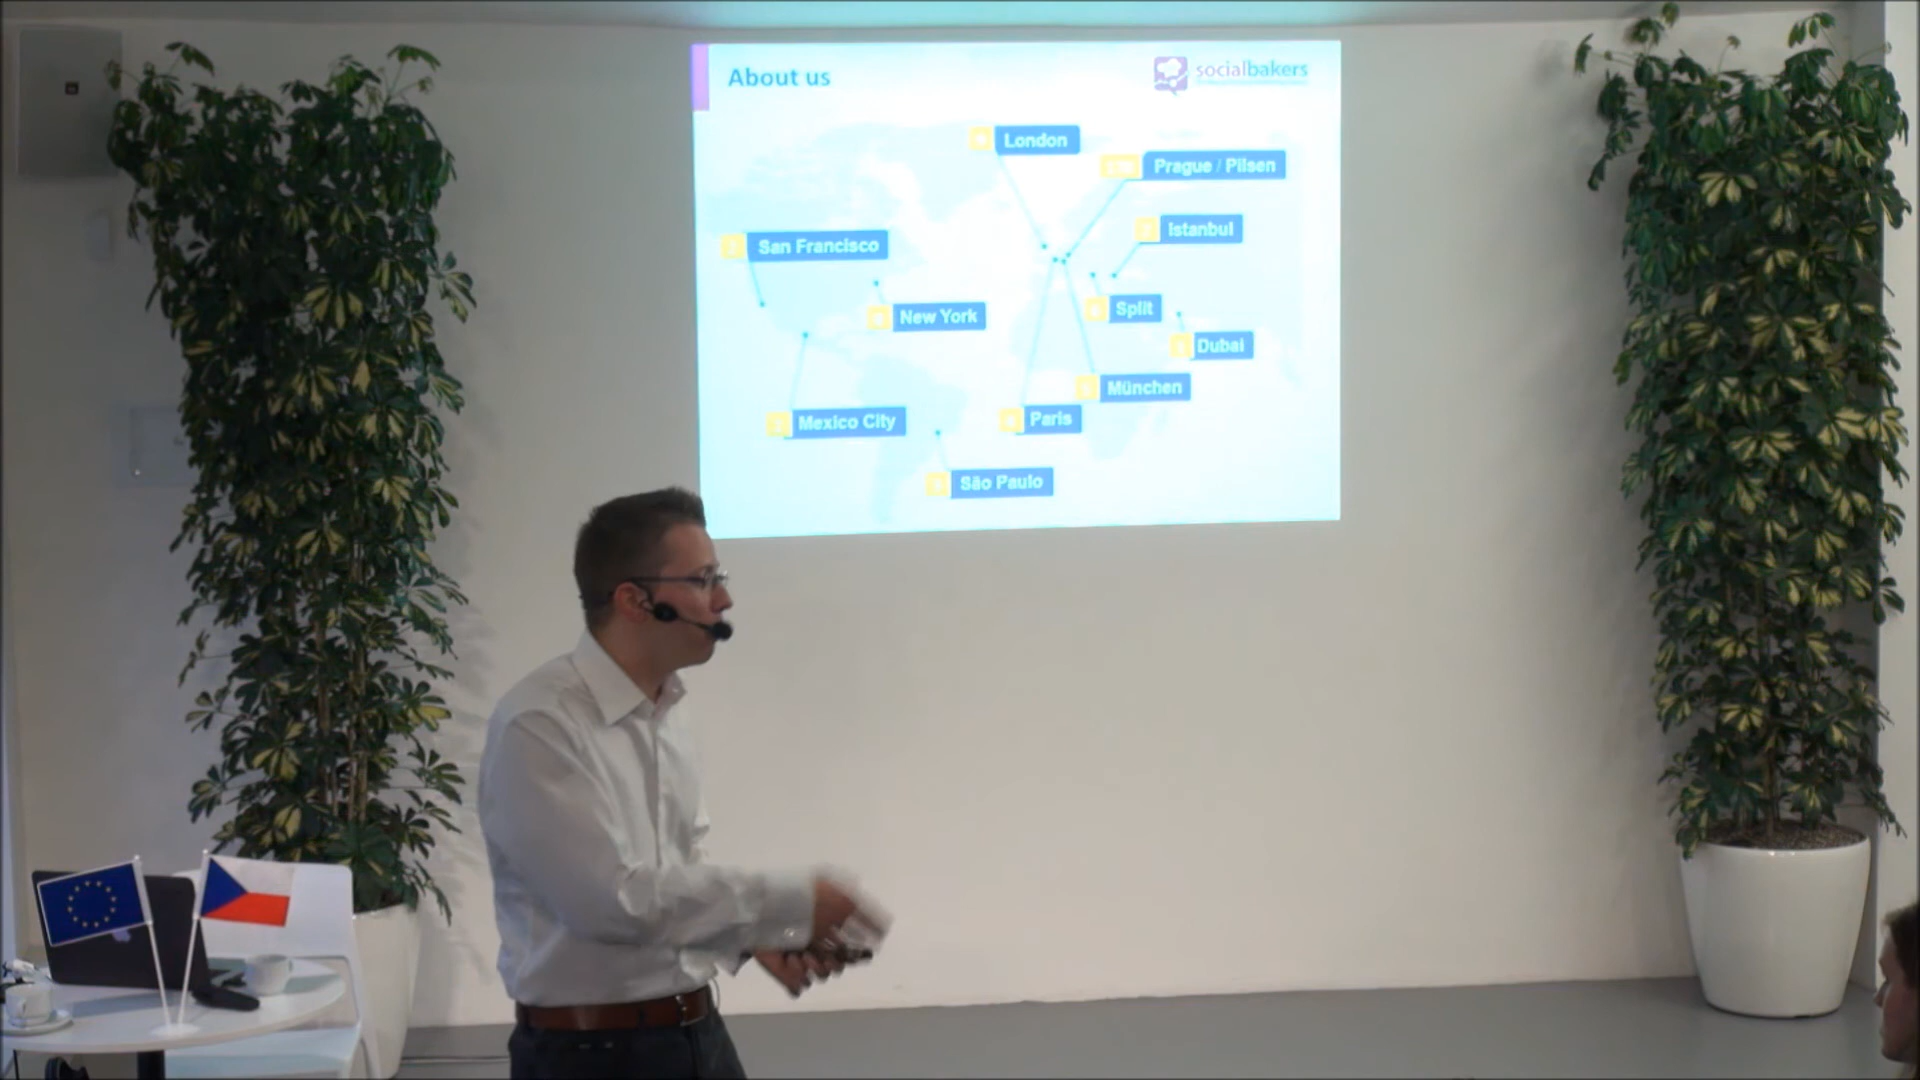 About us
socialbakers
London
Prague / Pilsen
Istanbul
San Francisco
New York
Split
Dubai
München
Mexico City
Paris
São Paulo